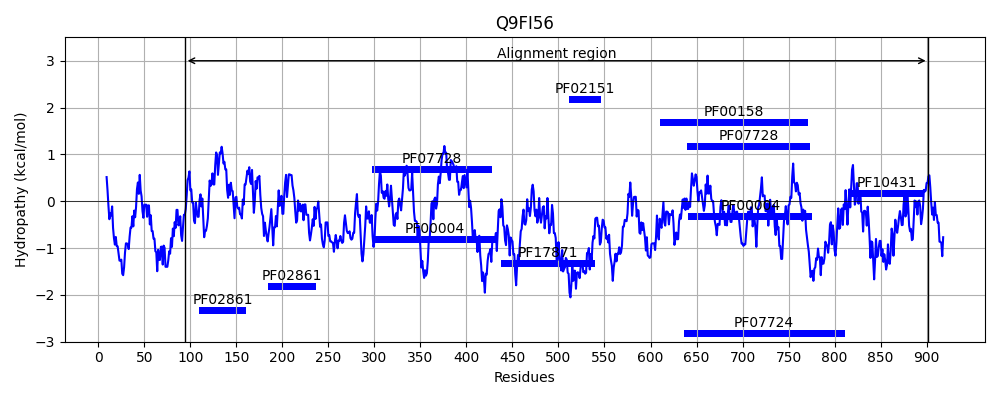 Q9FI56
Hydropathy (kcal/mol)
3
2
1
0
−1
−2
−3
Alignment region
PF02151
PF00158
PF07728
PF07728
PF10431
PF00004
PF00004
PF17871
PF02861
PF02861
PF07724
0 50 100 150 200 250 300 350 400 450 500 550 600 650 700 750 800 850 900
Residues